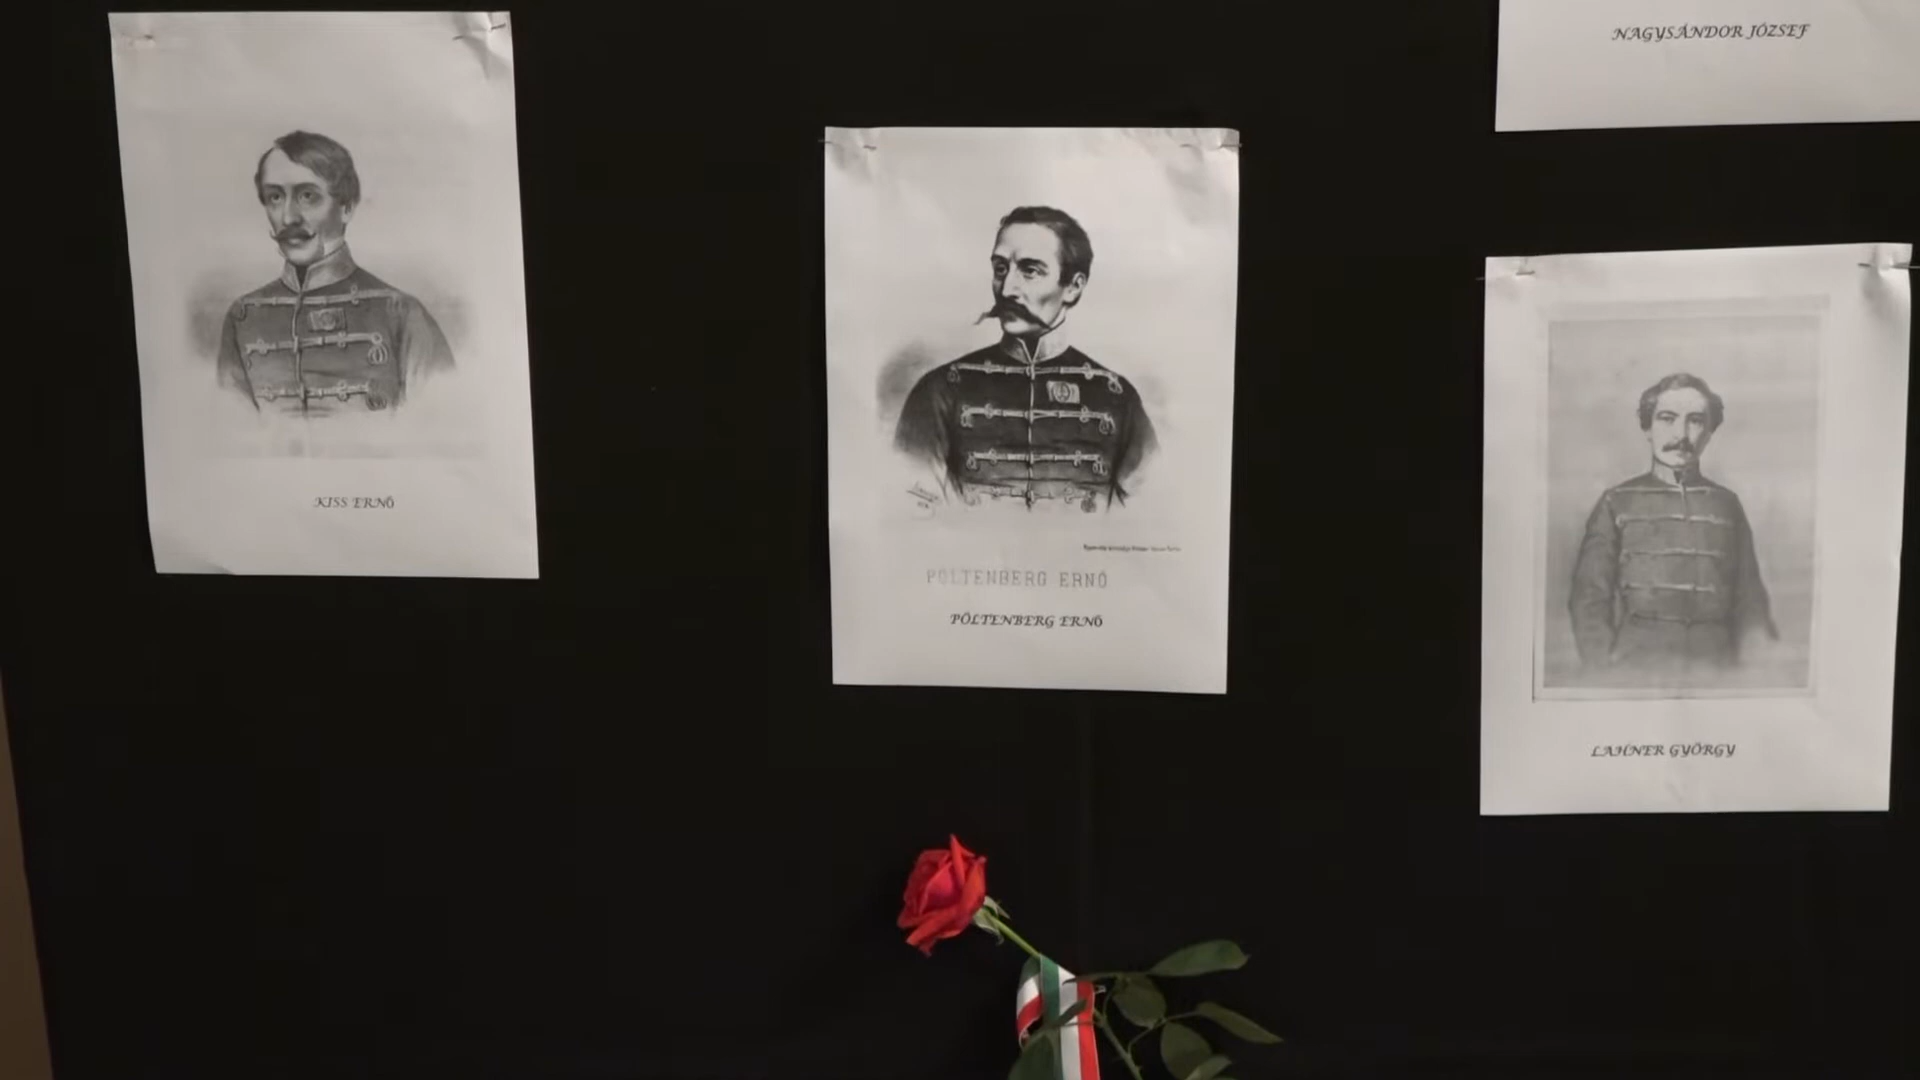 NAGYSÁNDOR JÓZSEF
KISS ERNŐ
PÖLTENBERG ERNŐ
PÖLTENBERG ERNŐ
LAHNER GYÖRGY